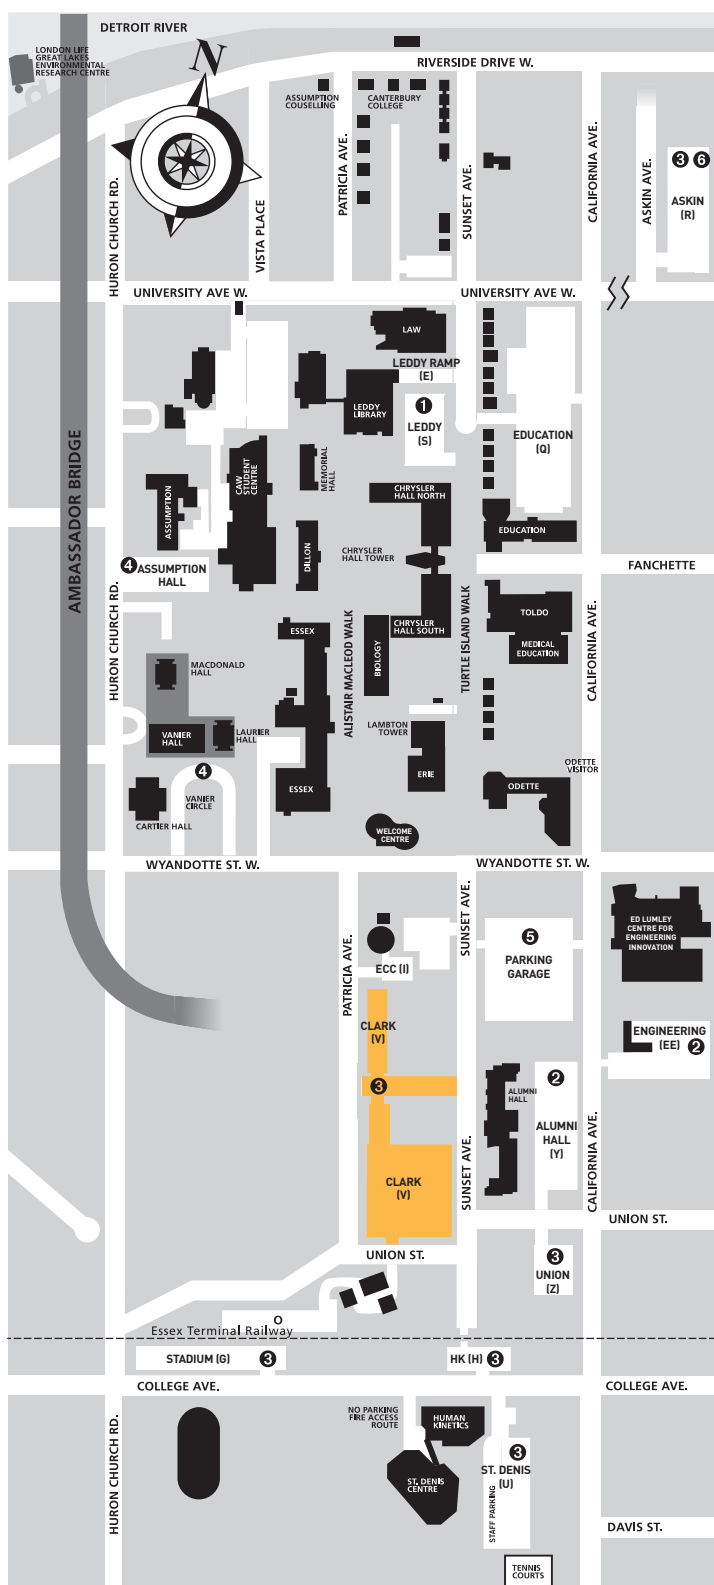 DETROIT RIVER
LONDON LIFE
GREAT LAKES
ENVIRONMENTAL
RESEARCH CENTRE
N
RIVERSIDE DRIVE W.
ASSUMPTION
COUSELLING
CANTERBURY
COLLEGE
HURON CHURCH RD.
VISTA PLACE
PATRICIA AVE.
SUNSET AVE.
CALIFORNIA AVE.
ASKIN AVE.
3 6
ASKIN
(R)
UNIVERSITY AVE W.
UNIVERSITY AVE W.
LAW
LEDDY RAMP
(E)
LEDDY
LIBRARY
1
LEDDY
(S)
EDUCATION
(Q)
AMBASSADOR BRIDGE
CAW
STUDENT
CENTRE
MEMORIAL
HALL
ASSUMPTION
CHRYSLER
HALL NORTH
EDUCATION
DILLON
CHRYSLER
HALL TOWER
4
ASSUMPTION
HALL
FANCHETTE
HURON CHURCH RD.
ESSEX
ALISTAIR MACLEOD WALK
BIOLOGY
CHRYSLER
HALL SOUTH
TURTLE ISLAND WALK
TOLDO
MEDICAL
EDUCATION
CALIFORNIA AVE.
MACDONALD
HALL
VANIER
HALL
LAURIER
HALL
LAMBTON
TOWER
ERIE
ODETTE
VISITOR
ODETTE
4
VANIER
CIRCLE
ESSEX
CARTIER HALL
WELCOME
CENTRE
WYANDOTTE ST. W.
WYANDOTTE ST. W.
PATRICIA AVE.
SUNSET AVE.
5
PARKING
GARAGE
ED LUMLEY
CENTRE FOR
ENGINEERING
INNOVATION
ECC (I)
CLARK
(V)
ENGINEERING
(EE) 2
3
2
ALUMNI
HALL
ALUMNI
HALL
(Y)
SUNSET AVE.
CALIFORNIA AVE.
CLARK
(V)
UNION ST.
UNION ST.
3
UNION
(Z)
O
Essex Terminal Railway
STADIUM (G) 3
HK (H) 3
COLLEGE AVE.
COLLEGE AVE.
HURON CHURCH RD.
NO PARKING
FIRE ACCESS
ROUTE
HUMAN
KINETICS
3
ST. DENIS
(U)
ST. DENIS
CENTRE
STAFF PARKING
DAVIS ST.
TENNIS
COURTS